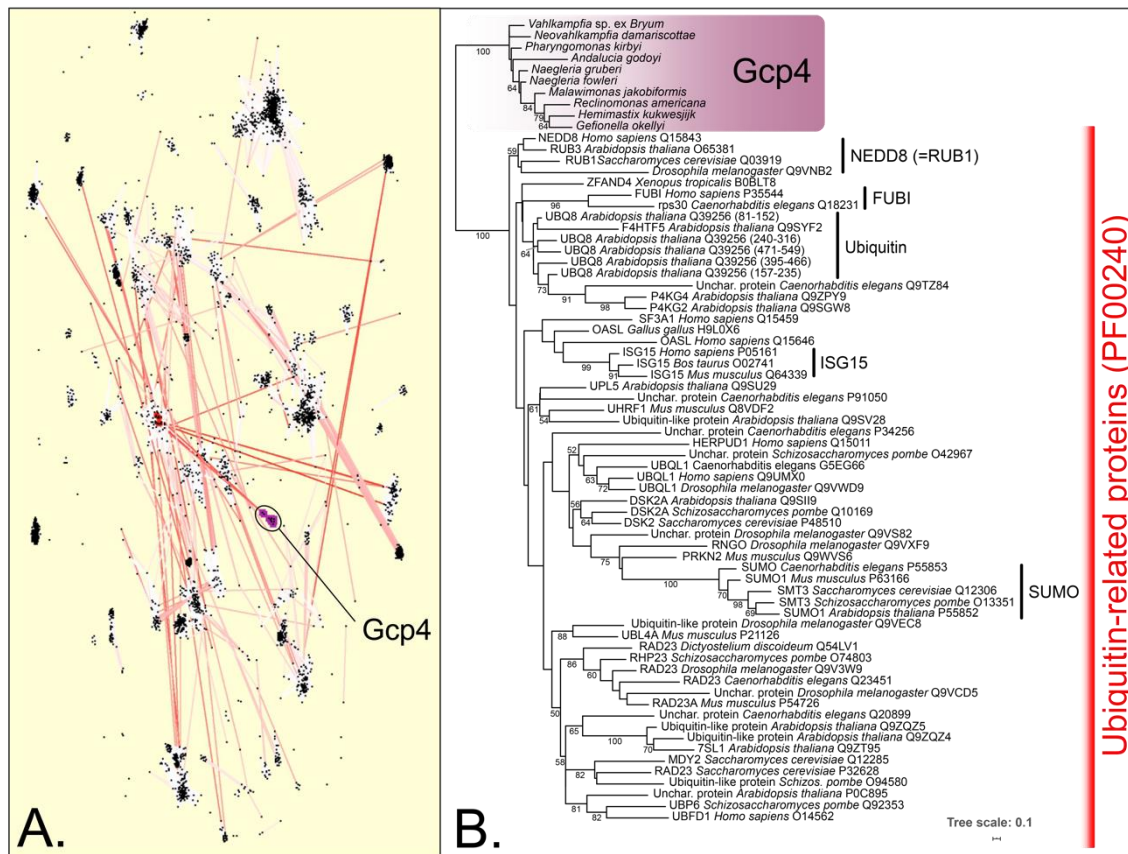 Gcp4
A.
Vahlkampfia sp. ex Bryum
Neovahlkampfia damariscottae
100
Pharyngomonas kirbyi
Andalucia godoyi
Naegleria gruberi
Naegleria fowleri
64
Malawimonas jakobiformis
84
Reclinomonas americana
79
Hemimastix kukwesjijk
64
Gefionella okellyi
Gcp4
NEDD8 Homo sapiens Q15843
59
RUB3 Arabidopsis thaliana O65381
RUB1 Saccharomyces cerevisiae Q03919
Drosophila melanogaster Q9VNB2
NEDD8 (=RUB1)
ZFAND4 Xenopus tropicalis B0BLT8
FUBI Homo sapiens P35544
96
rps30 Caenorhabditis elegans Q18231
FUBI
UBQ8 Arabidopsis thaliana Q39256 (81-152)
F4HTF5 Arabidopsis thaliana Q9SYF2
100
UBQ8 Arabidopsis thaliana Q39256 (240-316)
UBQ8 Arabidopsis thaliana Q39256 (471-549)
64
UBQ8 Arabidopsis thaliana Q39256 (395-466)
UBQ8 Arabidopsis thaliana Q39256 (157-235)
Ubiquitin
73
Unchar. protein Caenorhabditis elegans Q9TZ84
91
P4KG4 Arabidopsis thaliana Q9ZPY9
98
P4KG2 Arabidopsis thaliana Q9SGW8
SF3A1 Homo sapiens Q15459
OASL Gallus gallus H9L0X6
OASL Homo sapiens Q15646
ISG15 Homo sapiens P05161
99
ISG15 Bos taurus O02741
91
ISG15 Mus musculus Q64339
ISG15
UPL5 Arabidopsis thaliana Q9SU29
Unchar. protein Caenorhabditis elegans P91050
61
UHRF1 Mus musculus Q8VDF2
54
Ubiquitin-like protein Arabidopsis thaliana Q9SV28
Unchar. protein Caenorhabditis elegans P34256
HERPUD1 Homo sapiens Q15011
52
Unchar. protein Schizosaccharomyces pombe O42967
UBQL1 Caenorhabditis elegans G5EG66
63
UBQL1 Homo sapiens Q9UMX0
72
UBQL1 Drosophila melanogaster Q9VWD9
DSK2A Arabidopsis thaliana Q9SII9
56
DSK2A Schizosaccharomyces pombe Q10169
64
DSK2 Saccharomyces cerevisiae P48510
Unchar. protein Drosophila melanogaster Q9VS82
RNGO Drosophila melanogaster Q9VXF9
75
PRKN2 Mus musculus Q9WVS6
SUMO Caenorhabditis elegans P55853
100
SUMO1 Mus musculus P63166
70
SMT3 Saccharomyces cerevisiae Q12306
98
SMT3 Schizosaccharomyces pombe O13351
69
SUMO1 Arabidopsis thaliana P55852
SUMO
Ubiquitin-like protein Drosophila melanogaster Q9VEC8
88
UBL4A Mus musculus P21126
RAD23 Dictyostelium discoideum Q54LV1
86
RHP23 Schizosaccharomyces pombe O74803
60
RAD23 Drosophila melanogaster Q9V3W9
RAD23 Caenorhabditis elegans Q23451
Unchar. protein Drosophila melanogaster Q9VCD5
RAD23A Mus musculus P54726
50
Unchar. protein Caenorhabditis elegans Q20899
65
Ubiquitin-like protein Arabidopsis thaliana Q9ZQZ5
100
Ubiquitin-like protein Arabidopsis thaliana Q9ZQZ4
70
7SL1 Arabidopsis thaliana Q9ZT95
58
MDY2 Saccharomyces cerevisiae Q12285
82
RAD23 Saccharomyces cerevisiae P32628
Ubiquitin-like protein Schizos. pombe O94580
Unchar. protein Arabidopsis thaliana P0C895
81
UBP6 Schizosaccharomyces pombe Q92353
82
UBFD1 Homo sapiens O14562
Ubiquitin-related proteins (PF00240)
Tree scale: 0.1
B.